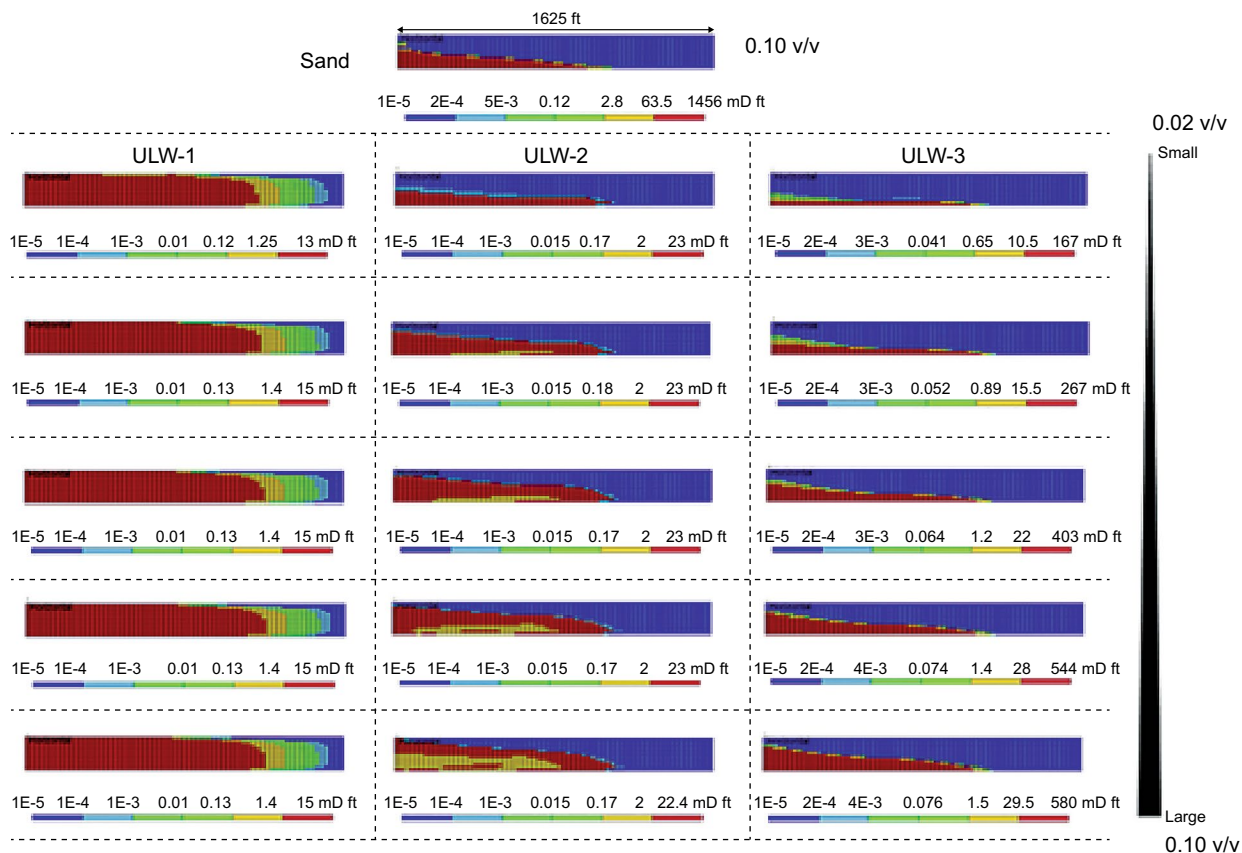 1625 ft
Sand
0.10 v/v
1E-5 2E-4 5E-3 0.12 2.8 63.5 1456 mD ft
0.02 v/v
Small
ULW-1 ULW-2 ULW-3
1E-5 1E-4 1E-3 0.01 0.12 1.25 13 mD ft
1E-5 1E-4 1E-3 0.015 0.17 2 23 mD ft
1E-5 2E-4 3E-3 0.041 0.65 10.5 167 mD ft
1E-5 1E-4 1E-3 0.01 0.13 1.4 15 mD ft
1E-5 1E-4 1E-3 0.015 0.18 2 23 mD ft
1E-5 2E-4 3E-3 0.052 0.89 15.5 267 mD ft
1E-5 1E-4 1E-3 0.01 0.13 1.4 15 mD ft
1E-5 1E-4 1E-3 0.015 0.17 2 23 mD ft
1E-5 2E-4 3E-3 0.064 1.2 22 403 mD ft
1E-5 1E-4 1E-3 0.01 0.13 1.4 15 mD ft
1E-5 1E-4 1E-3 0.015 0.17 2 23 mD ft
1E-5 2E-4 4E-3 0.074 1.4 28 544 mD ft
1E-5 1E-4 1E-3 0.01 0.13 1.4 15 mD ft
1E-5 1E-4 1E-3 0.015 0.17 2 22.4 mD ft
1E-5 2E-4 4E-3 0.076 1.5 29.5 580 mD ft
Large
0.10 v/v